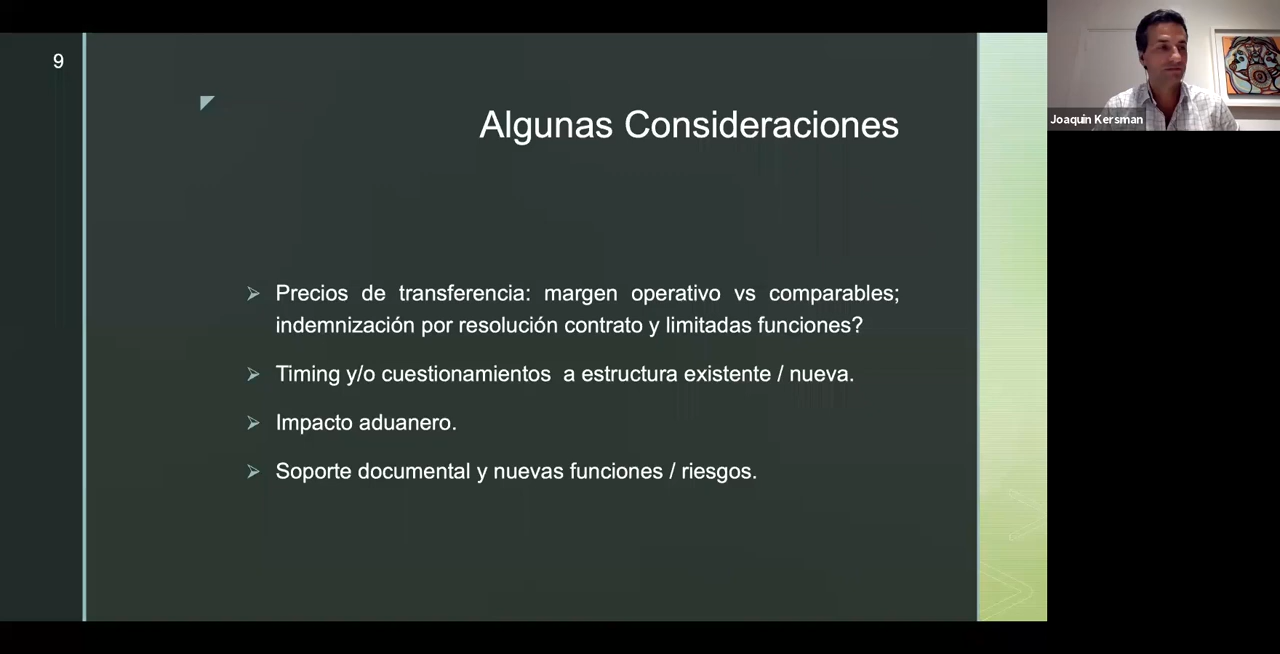 9
Algunas Consideraciones
Precios de transferencia: margen operativo vs comparables;
indemnización por resolución contrato y limitadas funciones?
Timing y/o cuestionamientos  a estructura existente / nueva.
Impacto aduanero.
Soporte documental y nuevas funciones / riesgos.
Joaquin Kersman